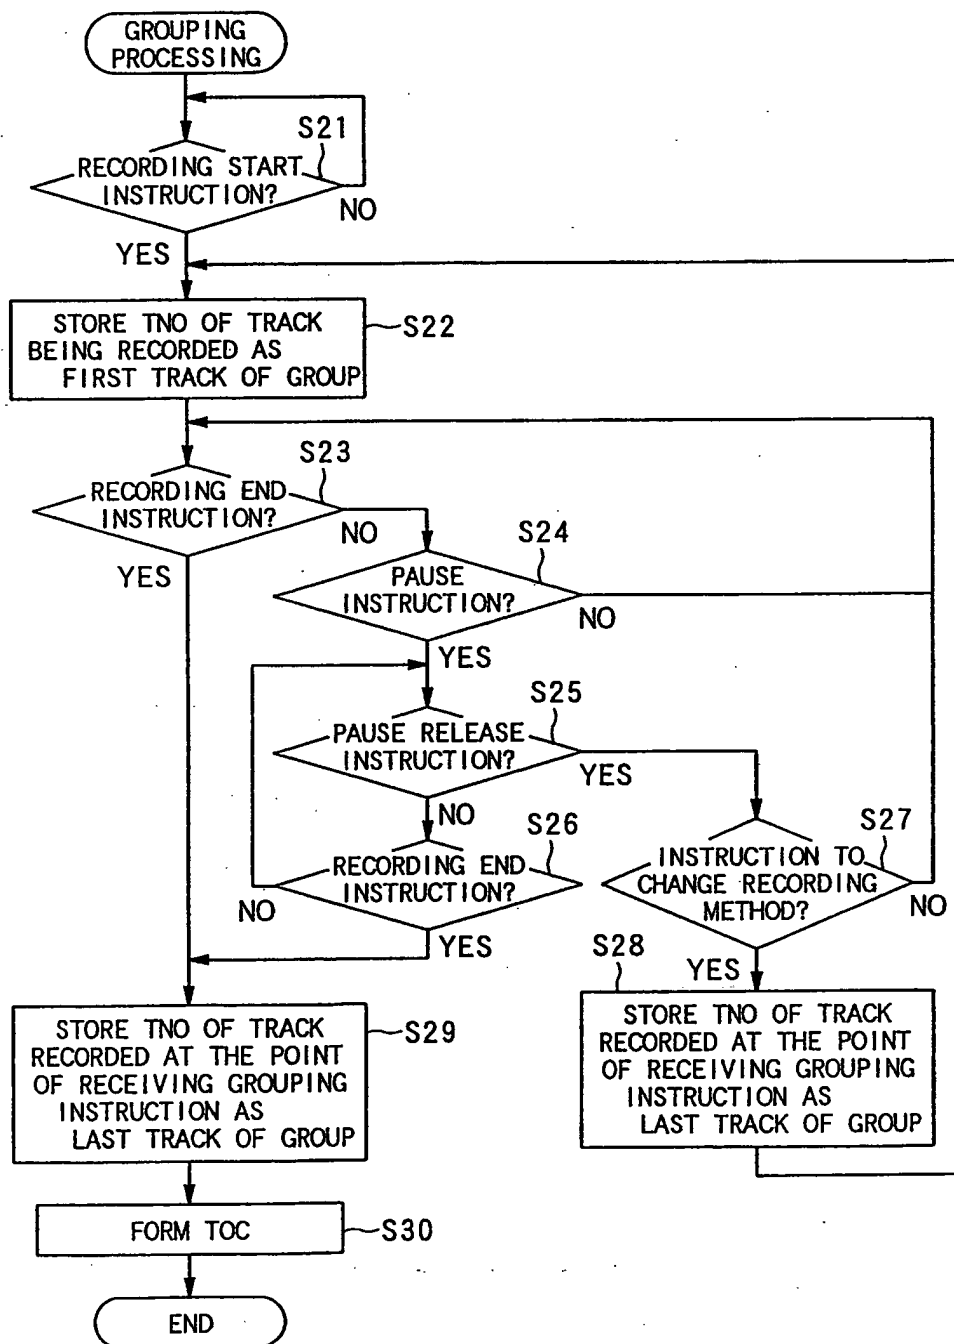 GROUPING
PROCESSING
S21
RECORDING START
INSTRUCTION?
NO
YES
STORE TNO OF TRACK
BEING RECORDED AS
FIRST TRACK OF GROUP
S22
S23
RECORDING END
INSTRUCTION?
NO
YES
S24
PAUSE
INSTRUCTION?
NO
YES
S25
PAUSE RELEASE
INSTRUCTION?
YES
NO
S26
RECORDING END
INSTRUCTION?
NO
YES
S27
INSTRUCTION TO
CHANGE RECORDING
METHOD?
NO
YES
S28
STORE TNO OF TRACK
RECORDED AT THE POINT
OF RECEIVING GROUPING
INSTRUCTION AS
LAST TRACK OF GROUP
STORE TNO OF TRACK
RECORDED AT THE POINT
OF RECEIVING GROUPING
INSTRUCTION AS
LAST TRACK OF GROUP
S29
FORM TOC
S30
END